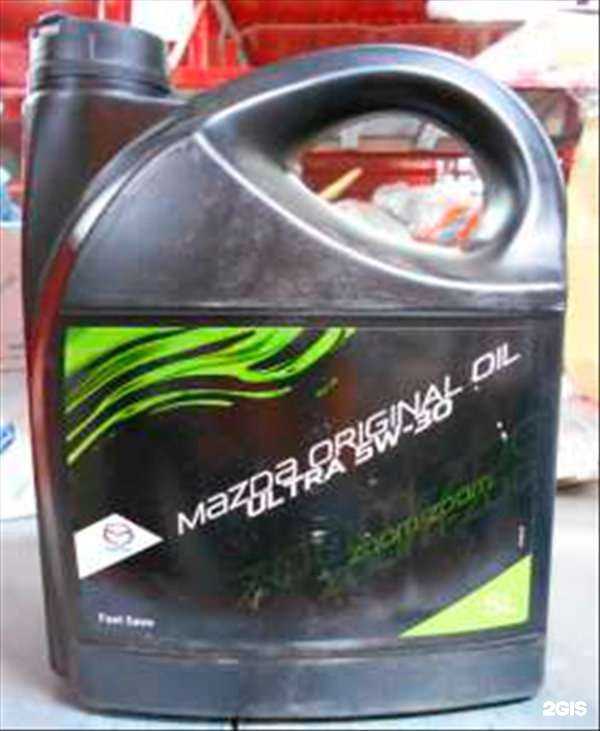 Mazda ORIGINAL OIL
ULTRA 5W-30
zoom-zoom
Fuel Save
5L
2GIS